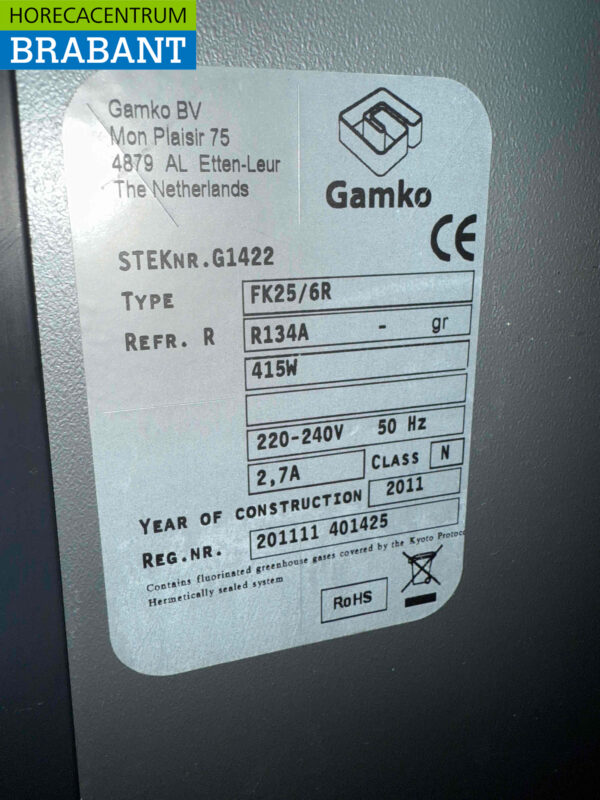 HORECACENTRUM
BRABANT
Gamko BV
Mon Plaisir 75
4879 AL Etten-Leur
The Netherlands
Gamko
CE
STEKNR.G1422
TYPE FK25/6R
REFR. R R134A - gr
415W
220-240V 50 Hz
2,7A CLASS N
YEAR OF CONSTRUCTION 2011
REG.NR. 201111 401425
Contains fluorinated greenhouse gases covered by the Kyoto Protoco
Hermetically sealed system
RoHS